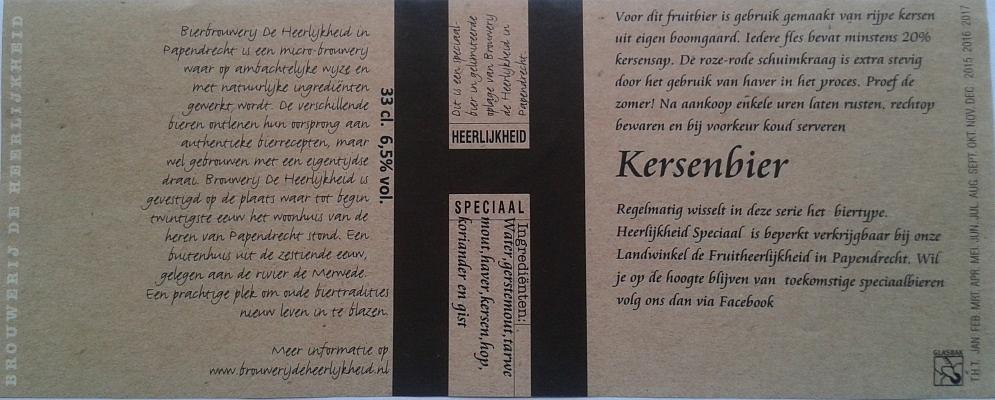 BROUWERIJ DE HEERLIJKHEID
Bierbrouwerij De Heerlijkheid in
Papendrecht is een micro-brouwerij
waar op ambachtelijke wijze en
met natuurlijke ingrediënten
gewerkt wordt. De verschillende
bieren ontlenen hun oorsprong aan
authentieke bierrecepten, maar
wel gebrouwen met een eigentijdse
draai. Brouwerij De Heerlijkheid is
gevestigd op de plaats waar tot begin
twintigste eeuw het woonhuis van de
heren van Papendrecht stond. Een
buitenhuis uit de zestiende eeuw,
gelegen aan de rivier de Merwede.
Een prachtige plek om oude biertradities
nieuw leven in te blazen.
Meer informatie op
www.brouwerijdeheerlijkheid.nl
33 cl. 6,5% vol.
Dit is een speciaal-
bier in gelimiteerde
oplage van Brouwerij
de Heerlijkheid in
Papendrecht.
HEERLIJKHEID
SPECIAAL
Ingrediënten:
Water,gerstemout,tarwe
mout,haver,kersen,hop,
koriander en gist
Voor dit fruitbier is gebruik gemaakt van rijpe kersen
uit eigen boomgaard. Iedere fles bevat minstens 20%
kersensap. De roze-rode schuimkraag is extra stevig
door het gebruik van haver in het proces. Proef de
zomer! Na aankoop enkele uren laten rusten, rechtop
bewaren en bij voorkeur koud serveren
Kersenbier
Regelmatig wisselt in deze serie het biertype.
Heerlijkheid Speciaal is beperkt verkrijgbaar bij onze
Landwinkel de Fruitheerlijkheid in Papendrecht. Wil
je op de hoogte blijven van toekomstige speciaalbieren
volg ons dan via Facebook
GLASBAK
T.H.T. JAN FEB. MRT APR. MEI. JUN. JUL. AUG. SEPT. OKT NOV. DEC 2015 2016 2017